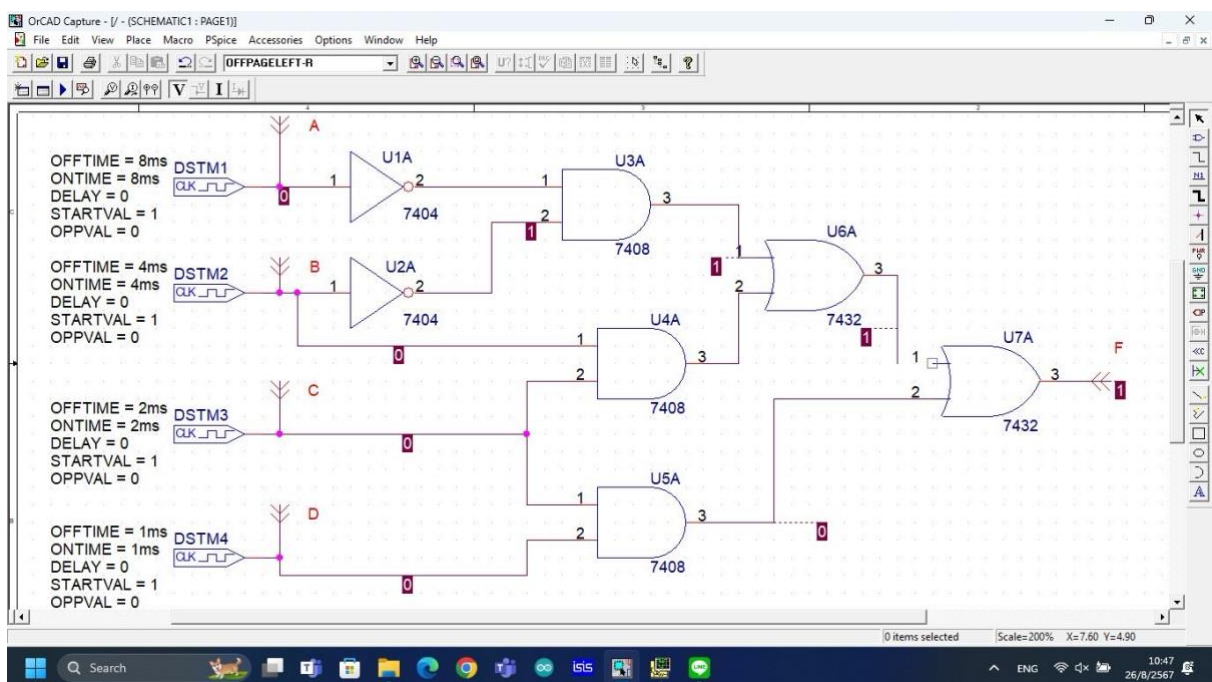 OrCAD Capture - [/ - (SCHEMATIC1 : PAGE1)]
File Edit View Place Macro PSpice Accessories Options Window Help
OFFPAGELEFT-R
U?
V I
4 3 2
A
OFFTIME = 8ms
ONTIME = 8ms
DELAY = 0
STARTVAL = 1
OPPVAL = 0
DSTM1
CLK
0
1
U1A
2
7404
1
2
1
U3A
3
7408
OFFTIME = 4ms
ONTIME = 4ms
DELAY = 0
STARTVAL = 1
OPPVAL = 0
DSTM2
CLK
B
1
U2A
2
7404
0
1
2
U4A
3
7408
1
1
2
U6A
3
7432
1
OFFTIME = 2ms
ONTIME = 2ms
DELAY = 0
STARTVAL = 1
OPPVAL = 0
DSTM3
CLK
C
0
1
2
U7A
3
7432
F
1
OFFTIME = 1ms
ONTIME = 1ms
DELAY = 0
STARTVAL = 1
OPPVAL = 0
DSTM4
CLK
D
0
1
2
U5A
3
7408
0
0 items selected Scale=200% X=7.60 Y=4.90
Search
isis
LINE
ENG
10:47
26/8/2567